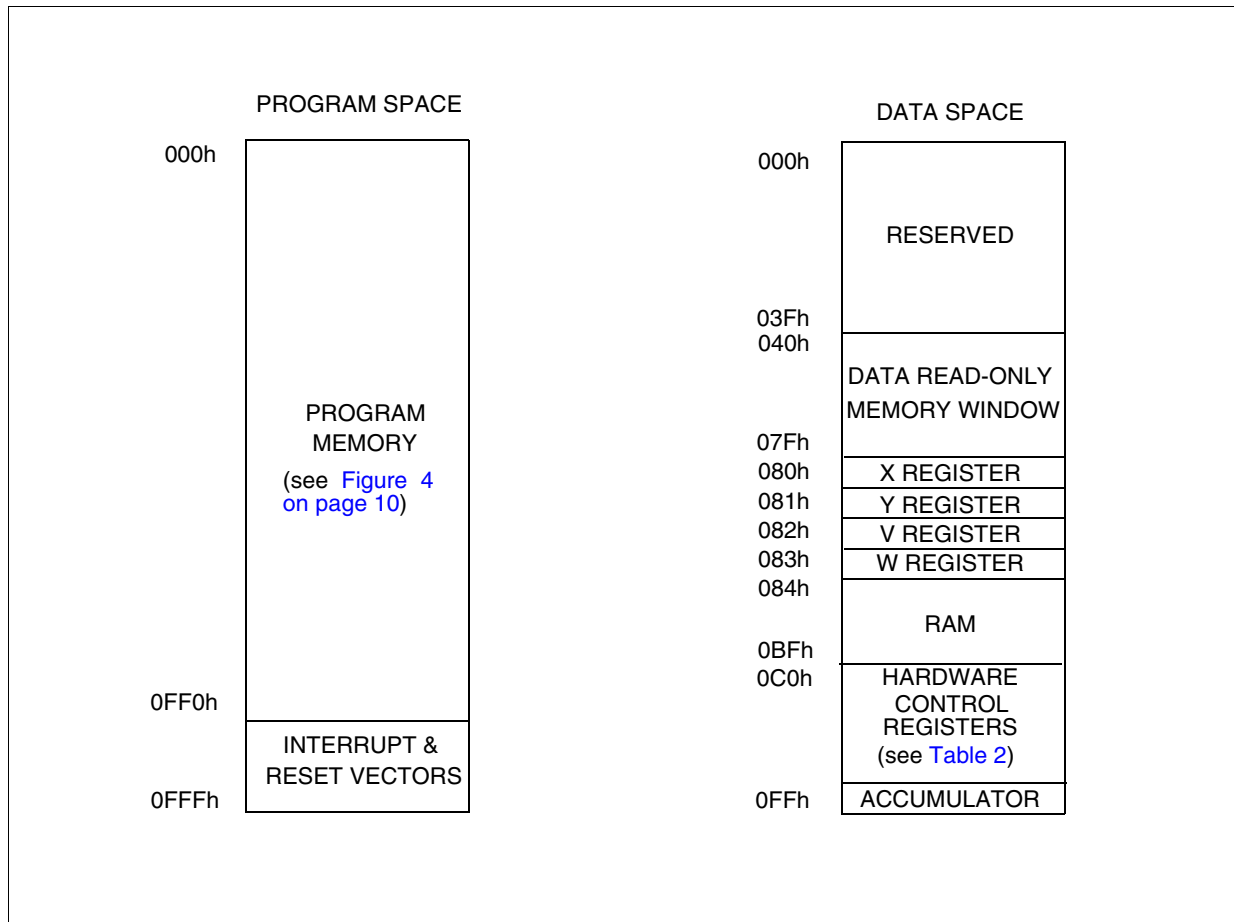 PROGRAM SPACE
000h
PROGRAM
MEMORY
(see Figure 4
on page 10)
0FF0h
INTERRUPT &
RESET VECTORS
0FFFh
DATA SPACE
000h
RESERVED
03Fh
040h
DATA READ-ONLY
MEMORY WINDOW
07Fh
080h X REGISTER
081h Y REGISTER
082h V REGISTER
083h W REGISTER
084h
RAM
0BFh
0C0h HARDWARE
CONTROL
REGISTERS
(see Table 2)
0FFh ACCUMULATOR